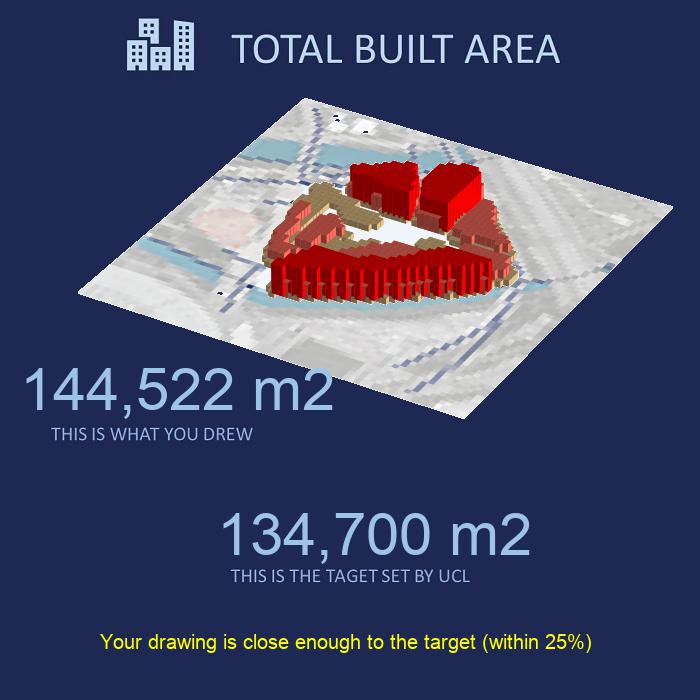 TOTAL BUILT AREA
144,522 m2
THIS IS WHAT YOU DREW
134,700 m2
THIS IS THE TAGET SET BY UCL
Your drawing is close enough to the target (within 25%)